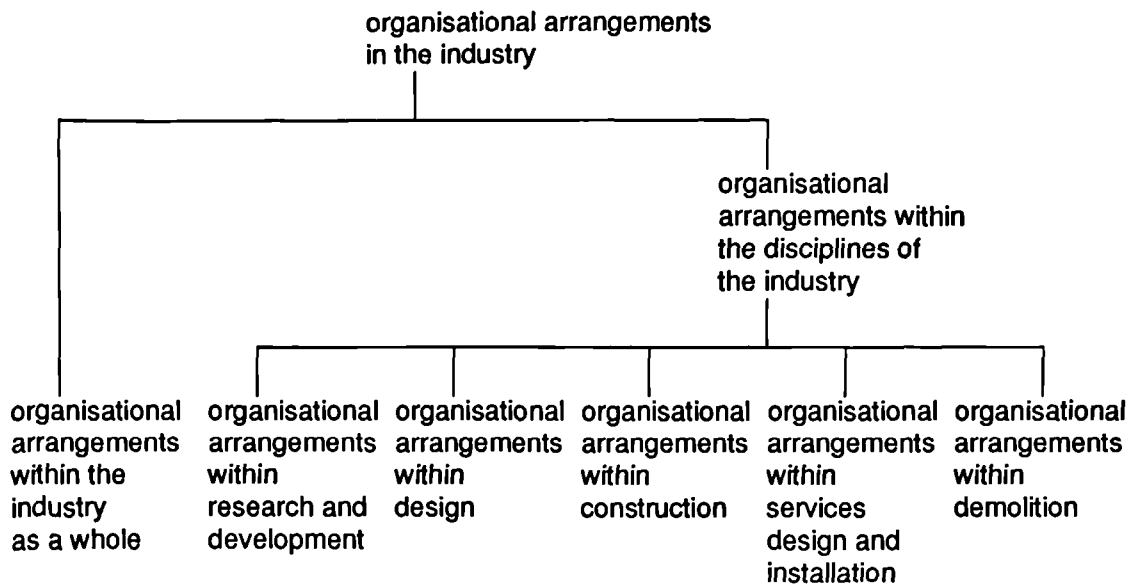 organisational arrangements
in the industry
organisational
arrangements within
the disciplines of
the industry
organisational
arrangements
within the
industry
as a whole
organisational
arrangements
within
research and
development
organisational
arrangements
within
design
organisational
arrangements
within
construction
organisational
arrangements
within
services
design and
installation
organisational
arrangements
within
demolition